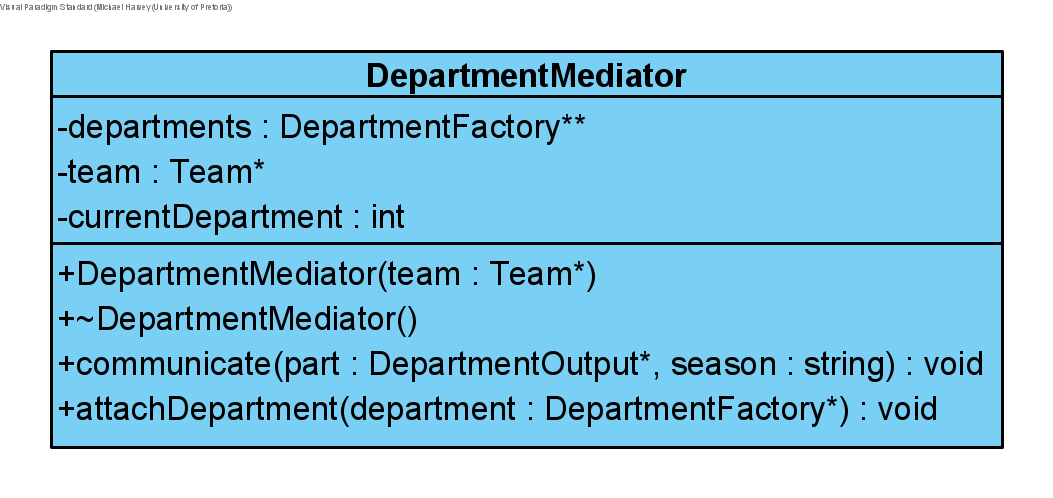 Visual Paradigm Standard (Michael Harvey (University of Pretoria))
DepartmentMediator
-departments : DepartmentFactory**
-team : Team*
-currentDepartment : int
+DepartmentMediator(team : Team*)
+~DepartmentMediator()
+communicate(part : DepartmentOutput*, season : string) : void
+attachDepartment(department : DepartmentFactory*) : void